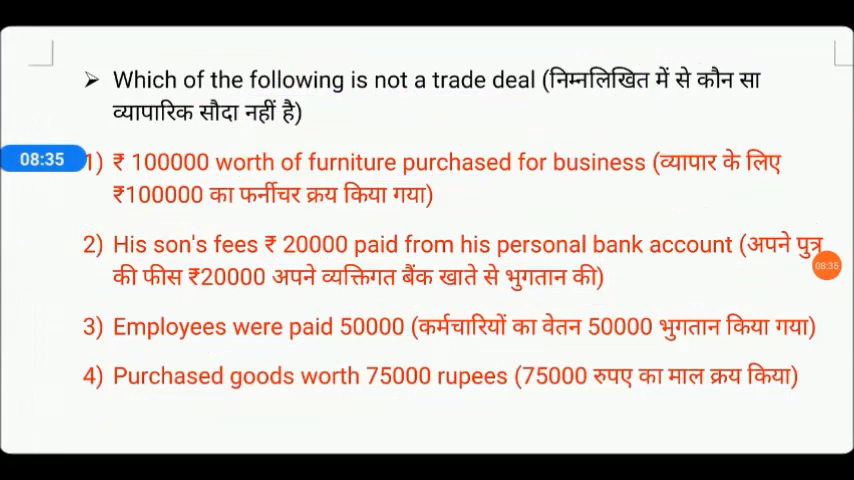 ➤ Which of the following is not a trade deal (निम्नलिखित में से कौन सा
व्यापारिक सौदा नहीं है)
08:35
1) ₹ 100000 worth of furniture purchased for business (व्यापार के लिए
₹100000 का फर्नीचर क्रय किया गया)
2) His son's fees ₹ 20000 paid from his personal bank account (अपने पुत्र
की फीस ₹20000 अपने व्यक्तिगत बैंक खाते से भुगतान की)
08:35
3) Employees were paid 50000 (कर्मचारियों का वेतन 50000 भुगतान किया गया)
4) Purchased goods worth 75000 rupees (75000 रुपए का माल क्रय किया)